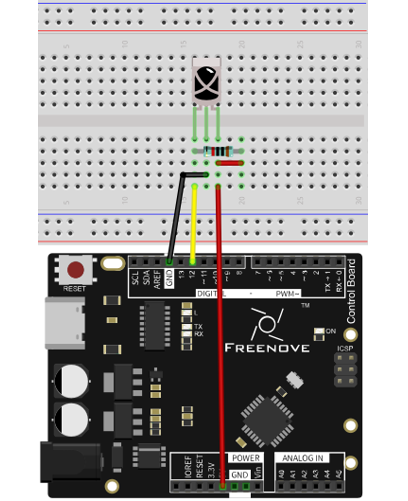 5 10 15 20 25 30
5 10 15 20 25 30
RESET
SCL
SDA
AREF
GND
13
12
~11
~10
~9
8
7
~6
~5
4
~3
2
TX→1
RX←0
DIGITAL PWM~
Control Board
L
TX
RX
FREENOVE
TM
ON
ICSP
IOREF
RESET
3.3V
POWER
GND
Vin
ANALOG IN
A0
A1
A2
A3
A4
A5